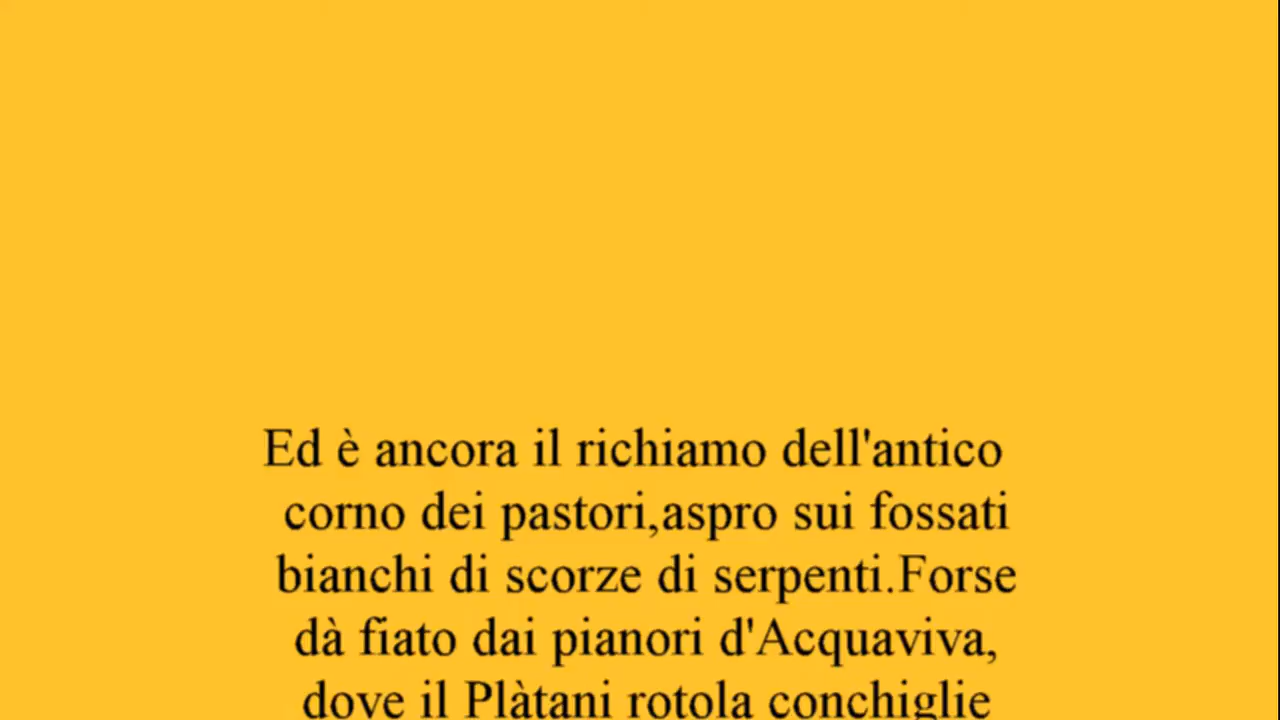 Ed è ancora il richiamo dell'antico
corno dei pastori,aspro sui fossati
bianchi di scorze di serpenti.Forse
dà fiato dai pianori d'Acquaviva,
dove il Plàtani rotola conchiglie